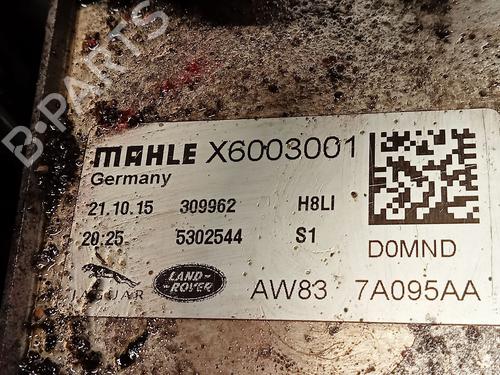 B-PARTS
MAHLE X6003001
Germany
21.10.15 309962 H8LI
20:25 5302544 S1
D0MND
JAGUAR
LAND-
ROVER
AW83 7A095AA